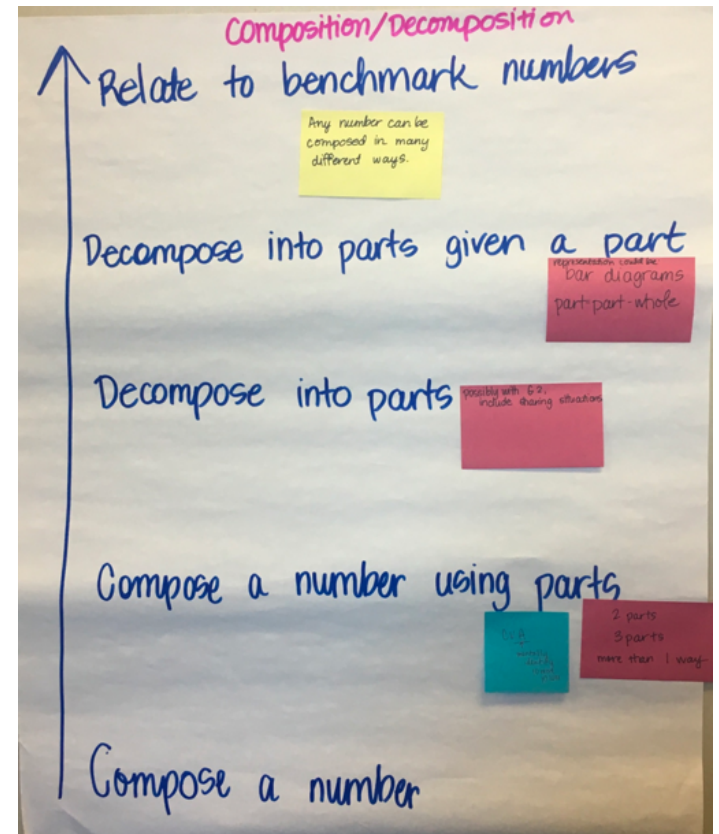 Composition/Decomposition
Relate to benchmark numbers
Any number can be
composed in many
different ways.
Decompose into parts given a part
representation could be
bar diagrams
part-part-whole
Decompose into parts
possibly with G2,
include sharing situations
Compose a number using parts
2 parts
3 parts
more than 1 way
Compose a number